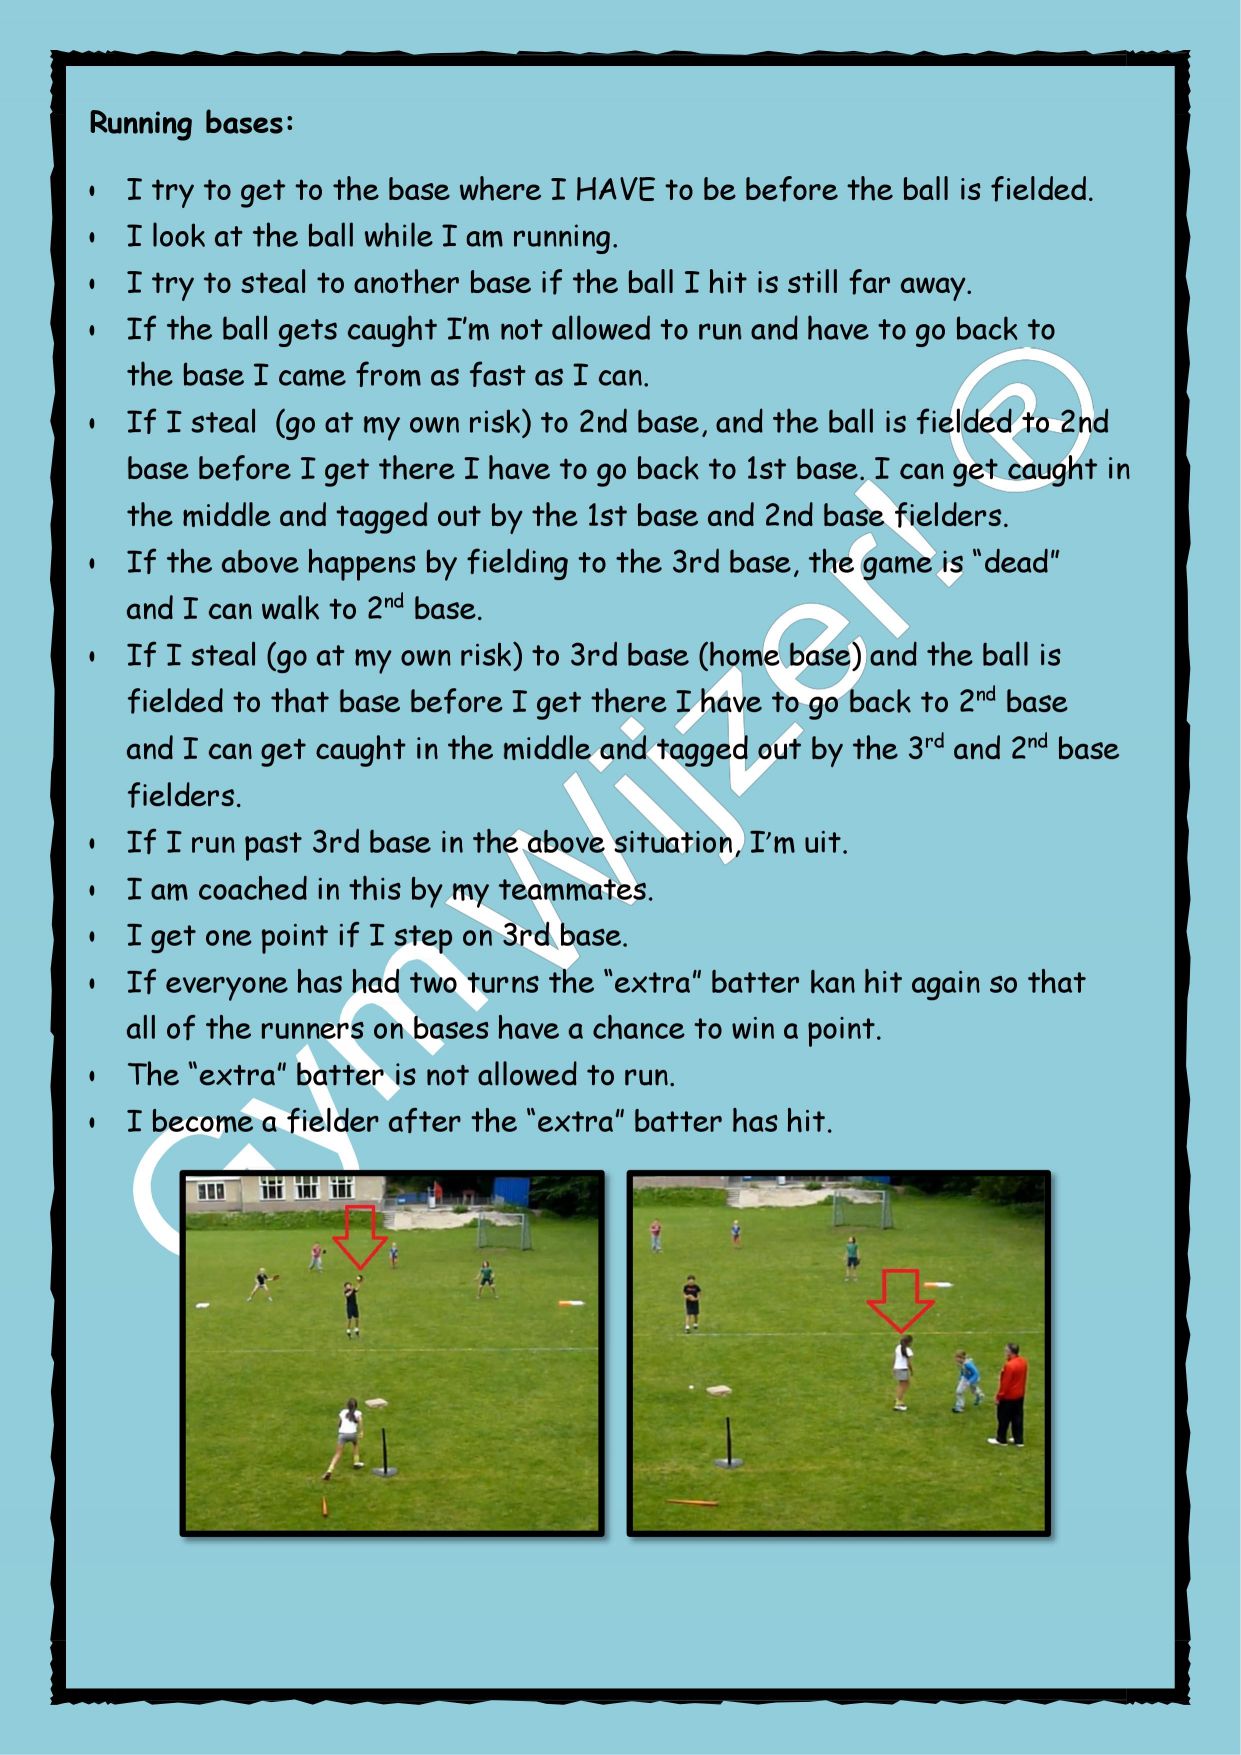 Running bases:
• I try to get to the base where I HAVE to be before the ball is fielded.
• I look at the ball while I am running.
• I try to steal to another base if the ball I hit is still far away.
• If the ball gets caught I’m not allowed to run and have to go back to
the base I came from as fast as I can.
• If I steal  (go at my own risk) to 2nd base, and the ball is fielded to 2nd
base before I get there I have to go back to 1st base. I can get caught in
the middle and tagged out by the 1st base and 2nd base fielders.
• If the above happens by fielding to the 3rd base, the game is “dead”
and I can walk to 2nd base.
• If I steal (go at my own risk) to 3rd base (home base) and the ball is
fielded to that base before I get there I have to go back to 2nd base
and I can get caught in the middle and tagged out by the 3rd and 2nd base
fielders.
• If I run past 3rd base in the above situation, I’m uit.
• I am coached in this by my teammates.
• I get one point if I step on 3rd base.
• If everyone has had two turns the “extra” batter kan hit again so that
all of the runners on bases have a chance to win a point.
• The “extra” batter is not allowed to run.
• I become a fielder after the “extra” batter has hit.
Gym Wijzer! ®